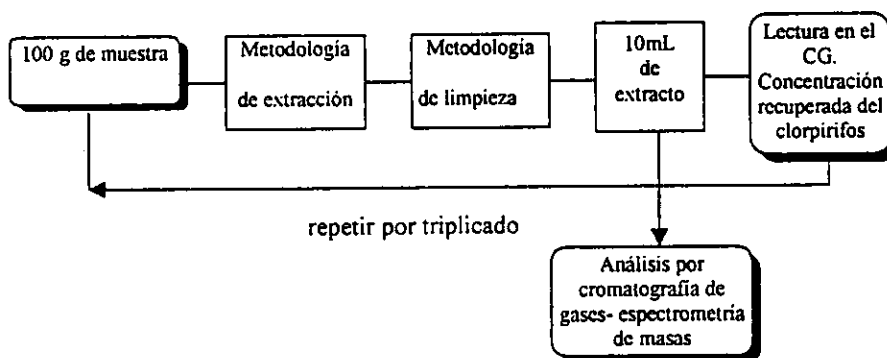 100 g de muestra
Metodología
de extracción
Metodología
de limpieza
10mL
de
extracto
Lectura en el
CG.
Concentración
recuperada del
clorpirifos
repetir por triplicado
Análisis por
cromatografía de
gases- espectrometría
de masas